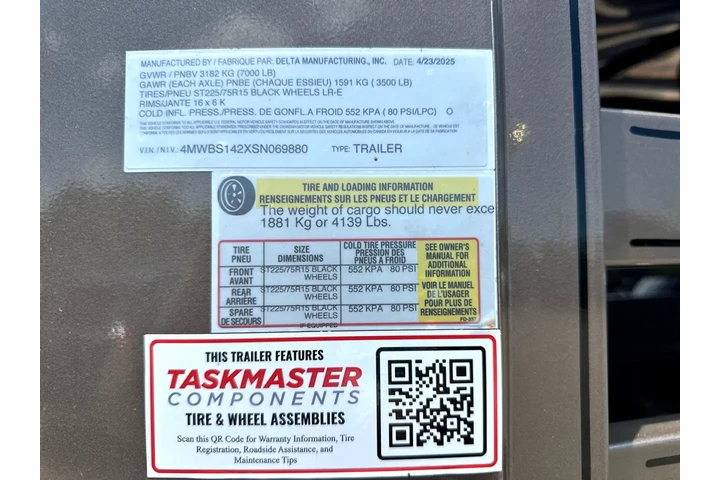 MANUFACTURED BY / FABRIQUE PAR: DELTA MANUFACTURING, INC. DATE: 4/23/2025
GVWR / PNBV 3182 KG (7000 LB)
GAWR (EACH AXLE) PNBE (CHAQUE ESSIEU) 1591 KG ( 3500 LB)
TIRES/PNEU ST225/75R15 BLACK WHEELS LR-E
RIMS/JANTE 16 x 6 K
COLD INFL. PRESS./PRESS. DE GONFL.A FROID 552 KPA ( 80 PSI/LPC) O
V.I.N./N.I.V.: 4MWBS142XSN069880 TYPE: TRAILER
TIRE AND LOADING INFORMATION
RENSEIGNEMENTS SUR LES PNEUS ET LE CHARGEMENT
The weight of cargo should never exce
1881 Kg or 4139 Lbs.
TIRE PNEU SIZE DIMENSIONS COLD TIRE PRESSURE PRESSION DES PNEUS A FROID
FRONT AVANT ST225/75R15 BLACK WHEELS 552 KPA 80 PSI
REAR ARRIÈRE ST225/75R15 BLACK WHEELS 552 KPA 80 PSI
SPARE DE SECOURS ST225/75R15 BLACK WHEELS 552 KPA 80 PSI
IF EQUIPPED
SEE OWNER'S
MANUAL FOR
ADDITIONAL
INFORMATION
VOIR LE MANUEL
DE L'USAGER
POUR PLUS DE
RENSEIGNEMENTS
THIS TRAILER FEATURES
TASKMASTER
COMPONENTS
TIRE & WHEEL ASSEMBLIES
Scan this QR Code for Warranty Information, Tire
Registration, Roadside Assistance, and
Maintenance Tips